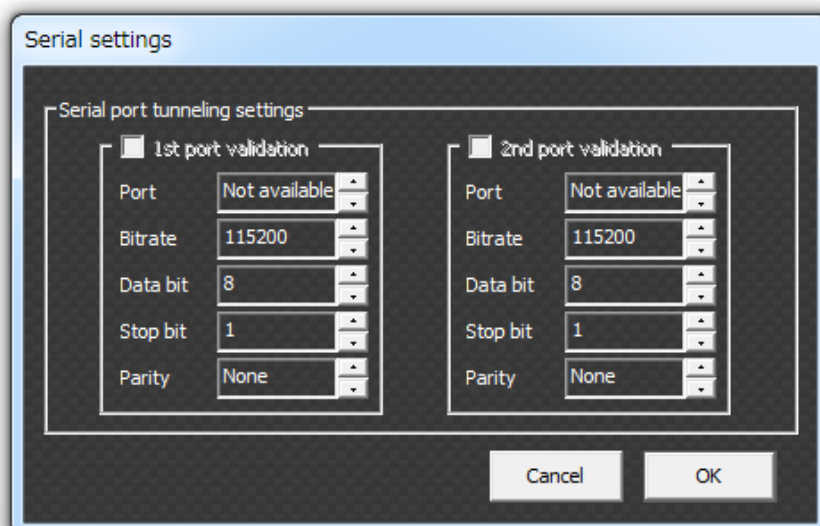 Serial settings
Serial port tunneling settings
1st port validation
Port Not available
Bitrate 115200
Data bit 8
Stop bit 1
Parity None
2nd port validation
Port Not available
Bitrate 115200
Data bit 8
Stop bit 1
Parity None
Cancel OK